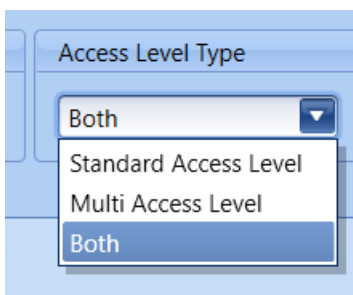 Access Level Type
Both
Standard Access Level
Multi Access Level
Both